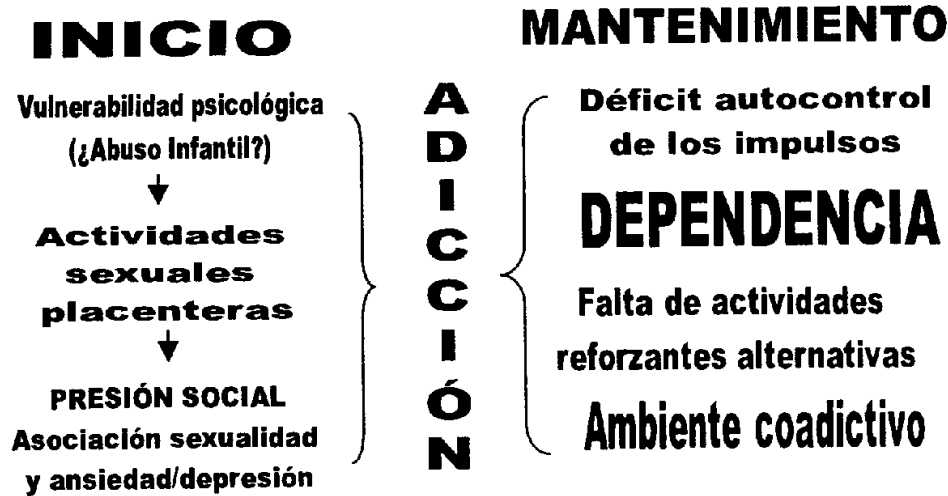 INICIO
Vulnerabilidad psicológica
(¿Abuso Infantil?)
Actividades
sexuales
placenteras
PRESIÓN SOCIAL
Asociación sexualidad
y ansiedad/depresión
ADICCIÓN
MANTENIMIENTO
Déficit autocontrol
de los impulsos
DEPENDENCIA
Falta de actividades
reforzantes alternativas
Ambiente coadictivo